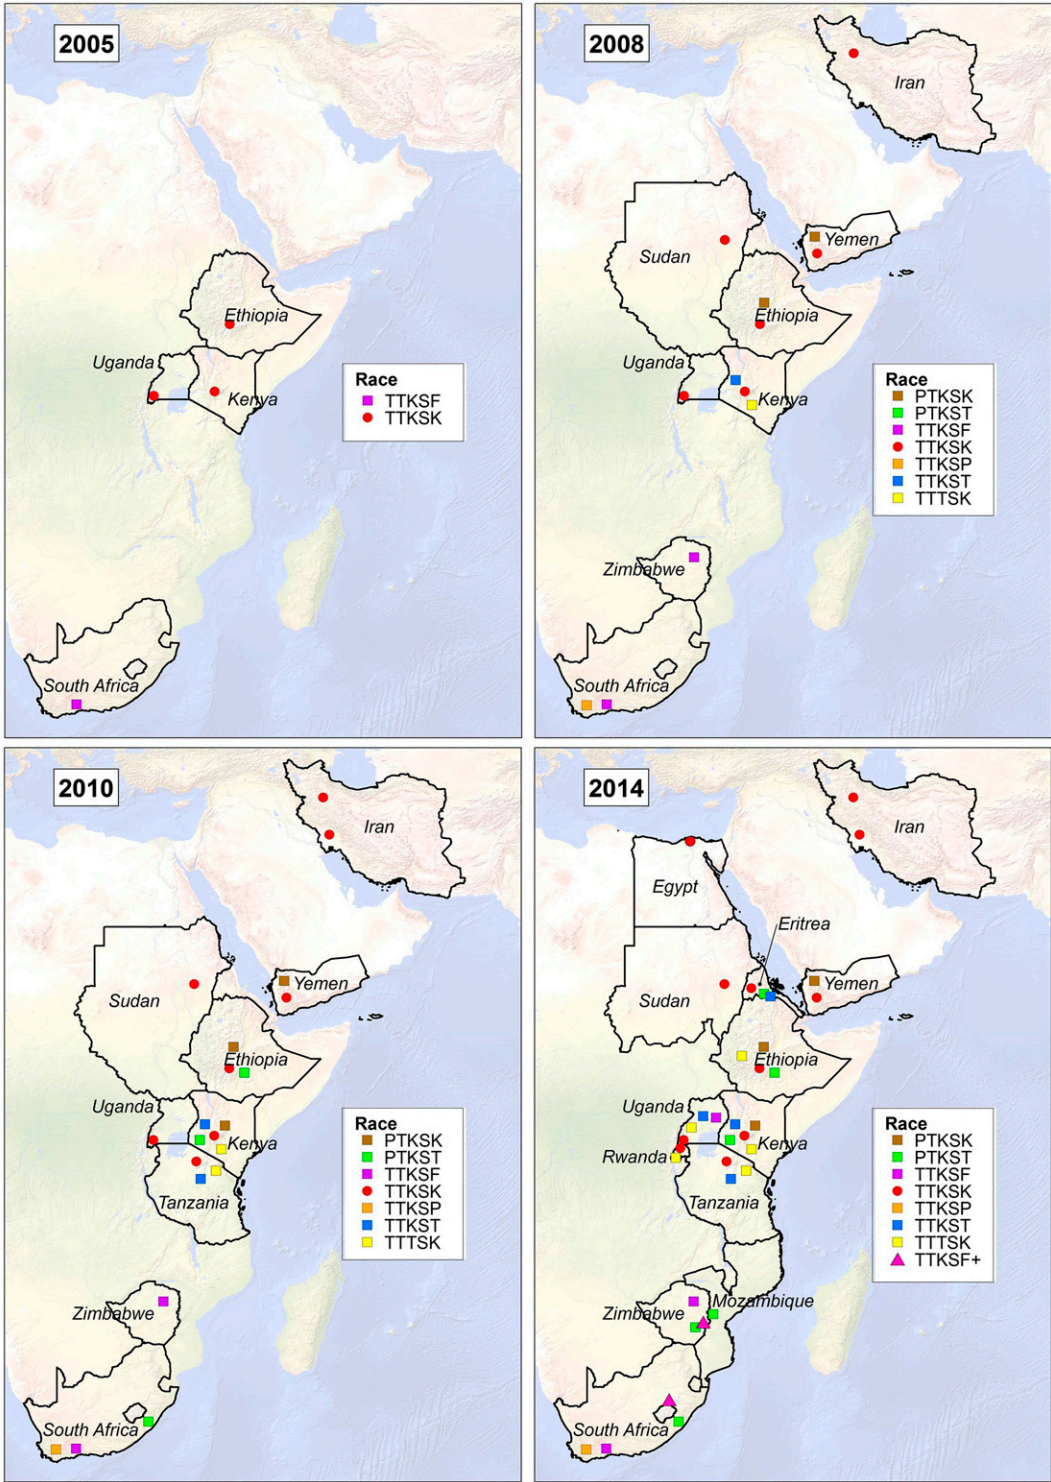 2005
Ethiopia
Uganda
Kenya
Race
TTKSF
TTKSK
South Africa
2008
Iran
Yemen
Sudan
Ethiopia
Uganda
Kenya
Race
PTKSK
PTKST
TTKSF
TTKSK
TTKSP
TTKST
TTTSK
Zimbabwe
South Africa
2010
Iran
Yemen
Sudan
Ethiopia
Uganda
Kenya
Tanzania
Race
PTKSK
PTKST
TTKSF
TTKSK
TTKSP
TTKST
TTTSK
Zimbabwe
South Africa
2014
Iran
Egypt
Eritrea
Yemen
Sudan
Ethiopia
Uganda
Kenya
Rwanda
Tanzania
Race
PTKSK
PTKST
TTKSF
TTKSK
TTKSP
TTKST
TTTSK
TTKSF+
Mozambique
Zimbabwe
South Africa